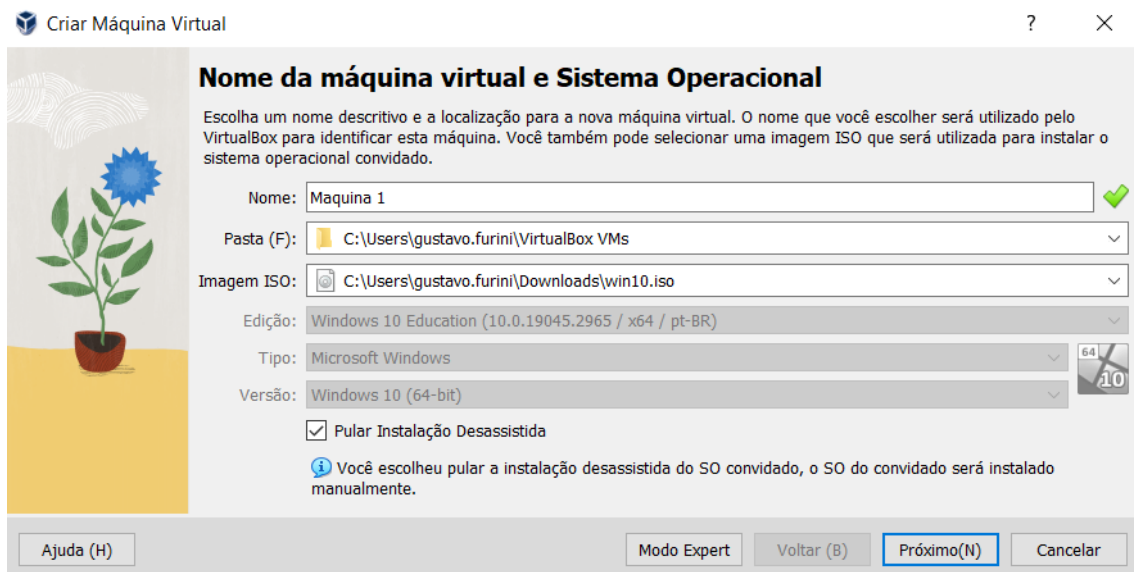 Criar Máquina Virtual
?
Nome da máquina virtual e Sistema Operacional
Escolha um nome descritivo e a localização para a nova máquina virtual. O nome que você escolher será utilizado pelo
VirtualBox para identificar esta máquina. Você também pode selecionar uma imagem ISO que será utilizada para instalar o
sistema operacional convidado.
Nome: Maquina 1
Pasta (F): C:\Users\gustavo.furini\VirtualBox VMs
Imagem ISO: C:\Users\gustavo.furini\Downloads\win10.iso
Edição: Windows 10 Education (10.0.19045.2965 / x64 / pt-BR)
Tipo: Microsoft Windows
64
10
Versão: Windows 10 (64-bit)
Pular Instalação Desassistida
Você escolheu pular a instalação desassistida do SO convidado, o SO do convidado será instalado
manualmente.
Ajuda (H) Modo Expert Voltar (B) Próximo(N) Cancelar